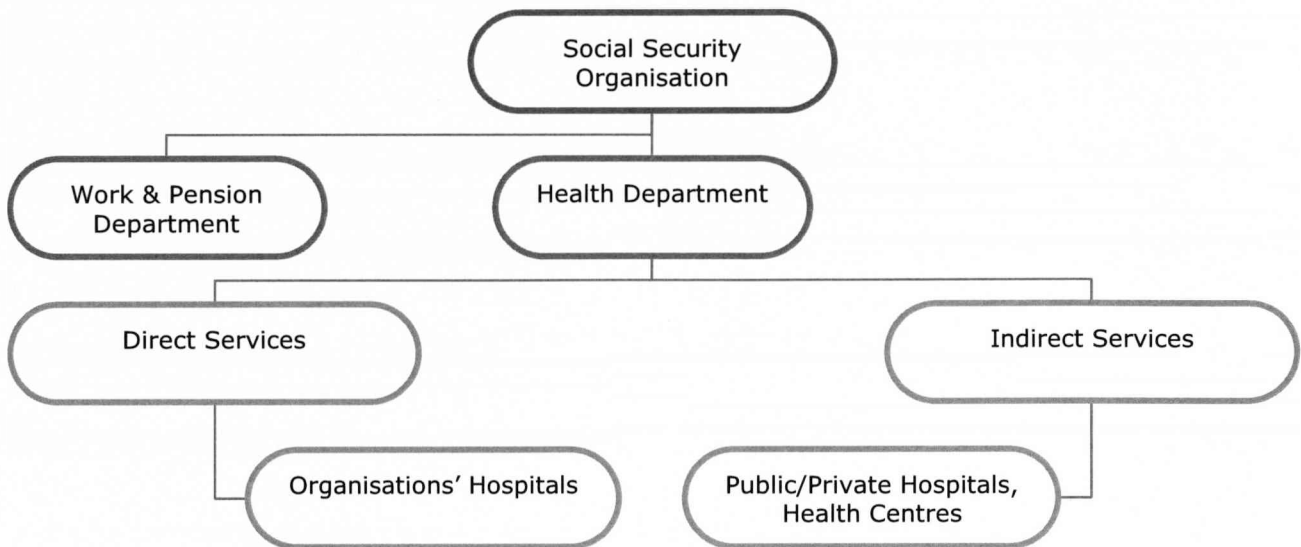 Social Security
Organisation
Work & Pension
Department
Health Department
Direct Services
Indirect Services
Organisations’ Hospitals
Public/Private Hospitals,
Health Centres